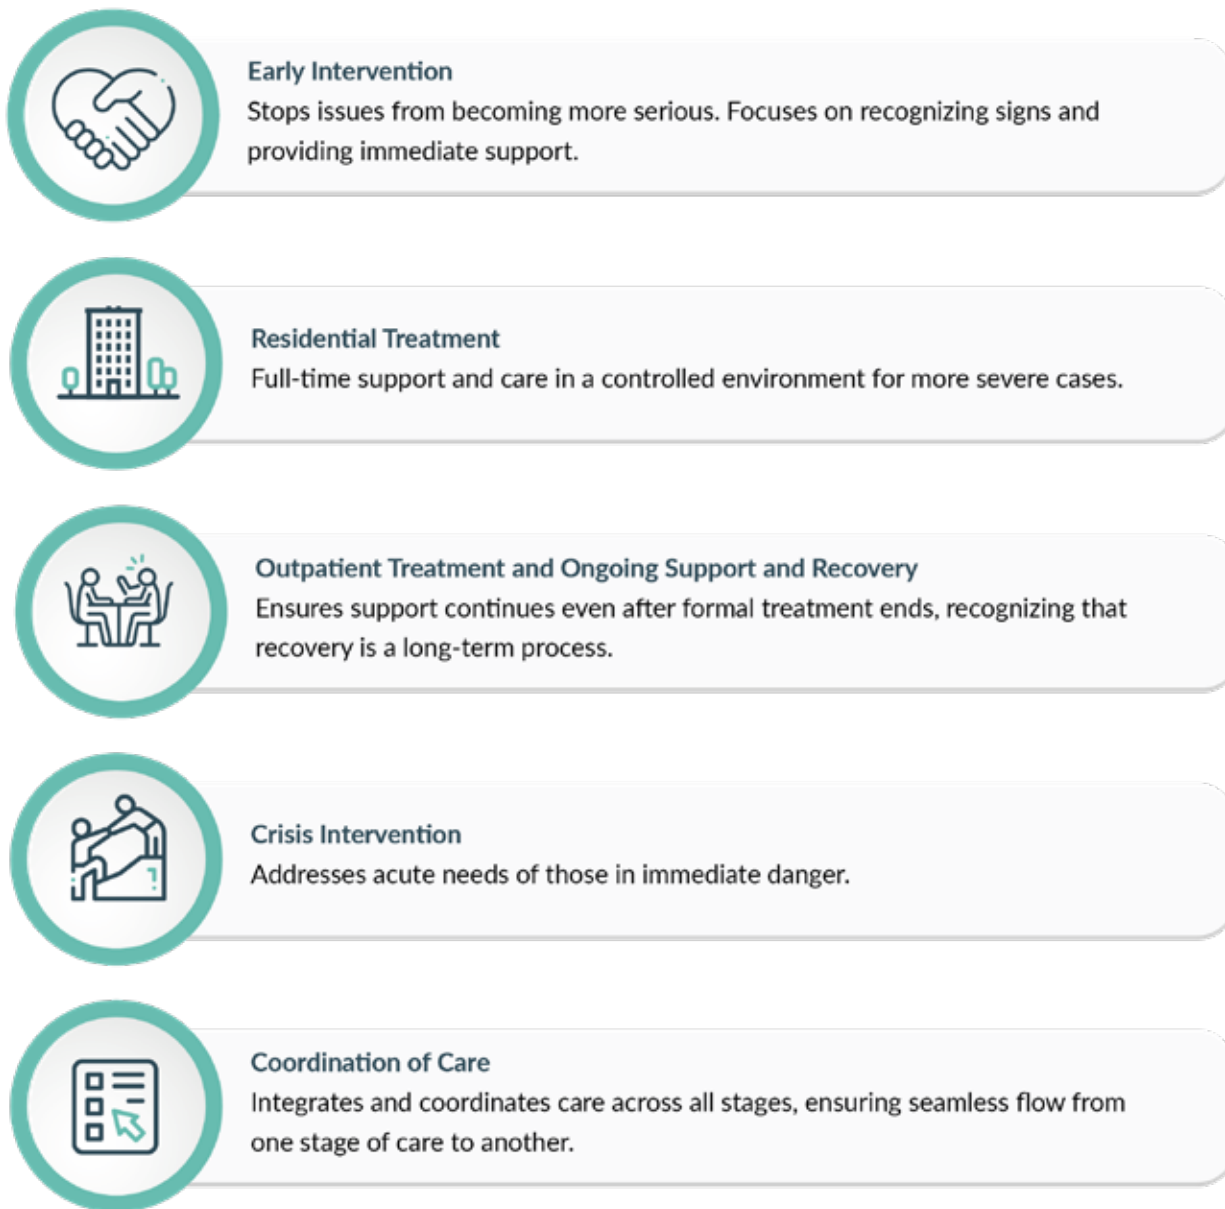 Early Intervention
Stops issues from becoming more serious. Focuses on recognizing signs and
providing immediate support.
Residential Treatment
Full-time support and care in a controlled environment for more severe cases.
Outpatient Treatment and Ongoing Support and Recovery
Ensures support continues even after formal treatment ends, recognizing that
recovery is a long-term process.
Crisis Intervention
Addresses acute needs of those in immediate danger.
Coordination of Care
Integrates and coordinates care across all stages, ensuring seamless flow from
one stage of care to another.